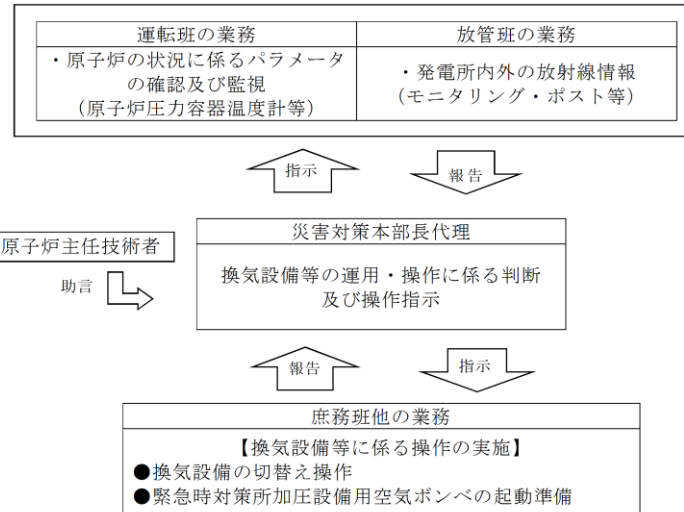 運転班の業務
放管班の業務
・原子炉の状況に係るパラメータ
の確認及び監視
(原子炉圧力容器温度計等)
・発電所内外の放射線情報
(モニタリング・ポスト等)
指示
報告
原子炉主任技術者
助言
災害対策本部長代理
換気設備等の運用・操作に係る判断
及び操作指示
報告
指示
庶務班他の業務
【換気設備等に係る操作の実施】
●換気設備の切替え操作
●緊急時対策所加圧設備用空気ボンベの起動準備